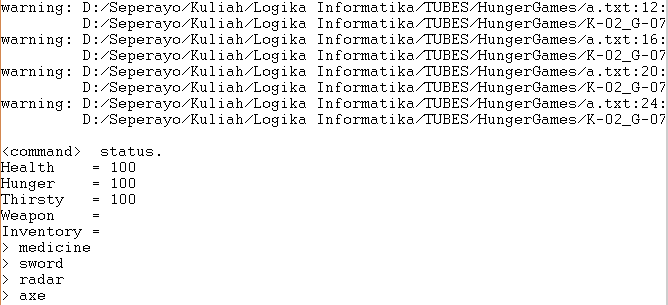 warning: D:/Seperayo/Kuliah/Logika Informatika/TUBES/HungerGames/a.txt:12:
D:/Seperayo/Kuliah/Logika Informatika/TUBES/HungerGames/K-02_G-07
warning: D:/Seperayo/Kuliah/Logika Informatika/TUBES/HungerGames/a.txt:16:
D:/Seperayo/Kuliah/Logika Informatika/TUBES/HungerGames/K-02_G-07
warning: D:/Seperayo/Kuliah/Logika Informatika/TUBES/HungerGames/a.txt:20:
D:/Seperayo/Kuliah/Logika Informatika/TUBES/HungerGames/K-02_G-07
warning: D:/Seperayo/Kuliah/Logika Informatika/TUBES/HungerGames/a.txt:24:
D:/Seperayo/Kuliah/Logika Informatika/TUBES/HungerGames/K-02_G-07
<command>  status.
Health    = 100
Hunger    = 100
Thirsty   = 100
Weapon    =
Inventory =
> medicine
> sword
> radar
> axe